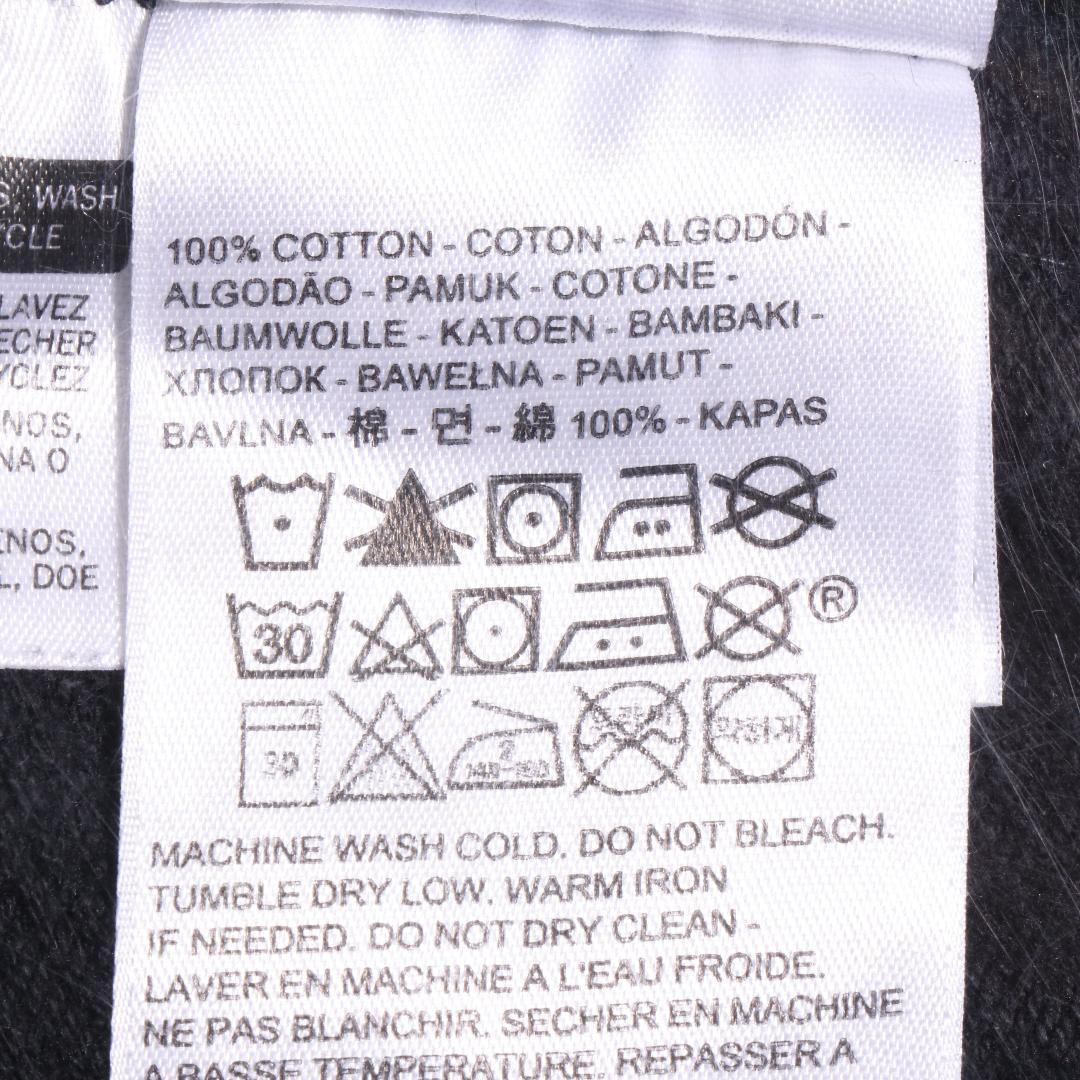 S, WASH
CLE
LAVEZ
ECHER
YCLEZ
NOS,
NA O
ENOS,
L, DOE
100% COTTON - COTON - ALGODÓN -
ALGODÃO - PAMUK - COTONE -
BAUMWOLLE - KATOEN - BAMBAKI -
ХЛОПОК - BAWEŁNA - PAMUT -
BAVLNA - 棉 - 면 - 綿 100% - KAPAS
30 ®
30
MACHINE WASH COLD. DO NOT BLEACH.
TUMBLE DRY LOW. WARM IRON
IF NEEDED. DO NOT DRY CLEAN -
LAVER EN MACHINE A L'EAU FROIDE.
NE PAS BLANCHIR. SECHER EN MACHINE
A BASSE TEMPERATURE. REPASSER A